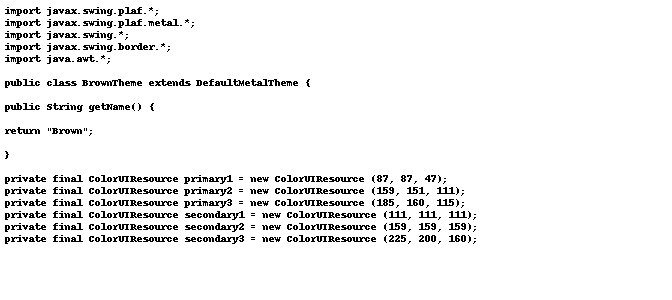 import javax.swing.plaf.*;
import javax.swing.plaf.metal.*;
import javax.swing.*;
import javax.swing.border.*;
import java.awt.*;
public class BrownTheme extends DefaultMetalTheme {
public String getName() {
return "Brown";
}
private final ColorUIResource primary1 = new ColorUIResource (87, 87, 47);
private final ColorUIResource primary2 = new ColorUIResource (159, 151, 111);
private final ColorUIResource primary3 = new ColorUIResource (185, 160, 115);
private final ColorUIResource secondary1 = new ColorUIResource (111, 111, 111);
private final ColorUIResource secondary2 = new ColorUIResource (159, 159, 159);
private final ColorUIResource secondary3 = new ColorUIResource (225, 200, 160);